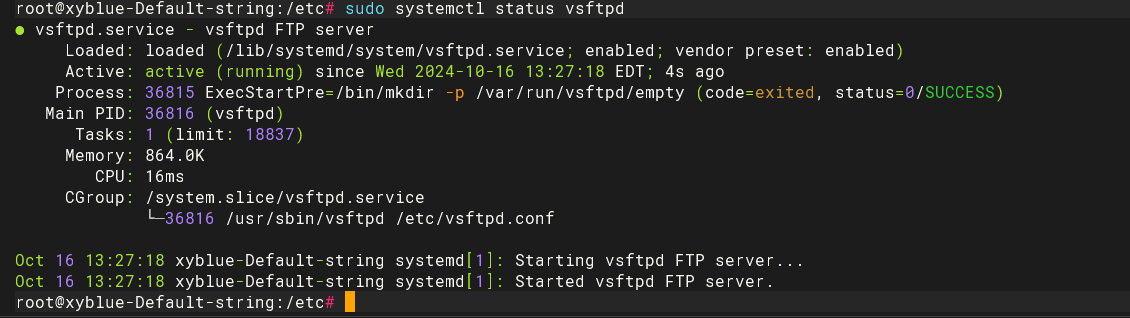 root@xyblue-Default-string:/etc# sudo systemctl status vsftpd
● vsftpd.service - vsftpd FTP server
     Loaded: loaded (/lib/systemd/system/vsftpd.service; enabled; vendor preset: enabled)
     Active: active (running) since Wed 2024-10-16 13:27:18 EDT; 4s ago
    Process: 36815 ExecStartPre=/bin/mkdir -p /var/run/vsftpd/empty (code=exited, status=0/SUCCESS)
   Main PID: 36816 (vsftpd)
      Tasks: 1 (limit: 18837)
     Memory: 864.0K
        CPU: 16ms
     CGroup: /system.slice/vsftpd.service
             └─36816 /usr/sbin/vsftpd /etc/vsftpd.conf

Oct 16 13:27:18 xyblue-Default-string systemd[1]: Starting vsftpd FTP server...
Oct 16 13:27:18 xyblue-Default-string systemd[1]: Started vsftpd FTP server.
root@xyblue-Default-string:/etc#